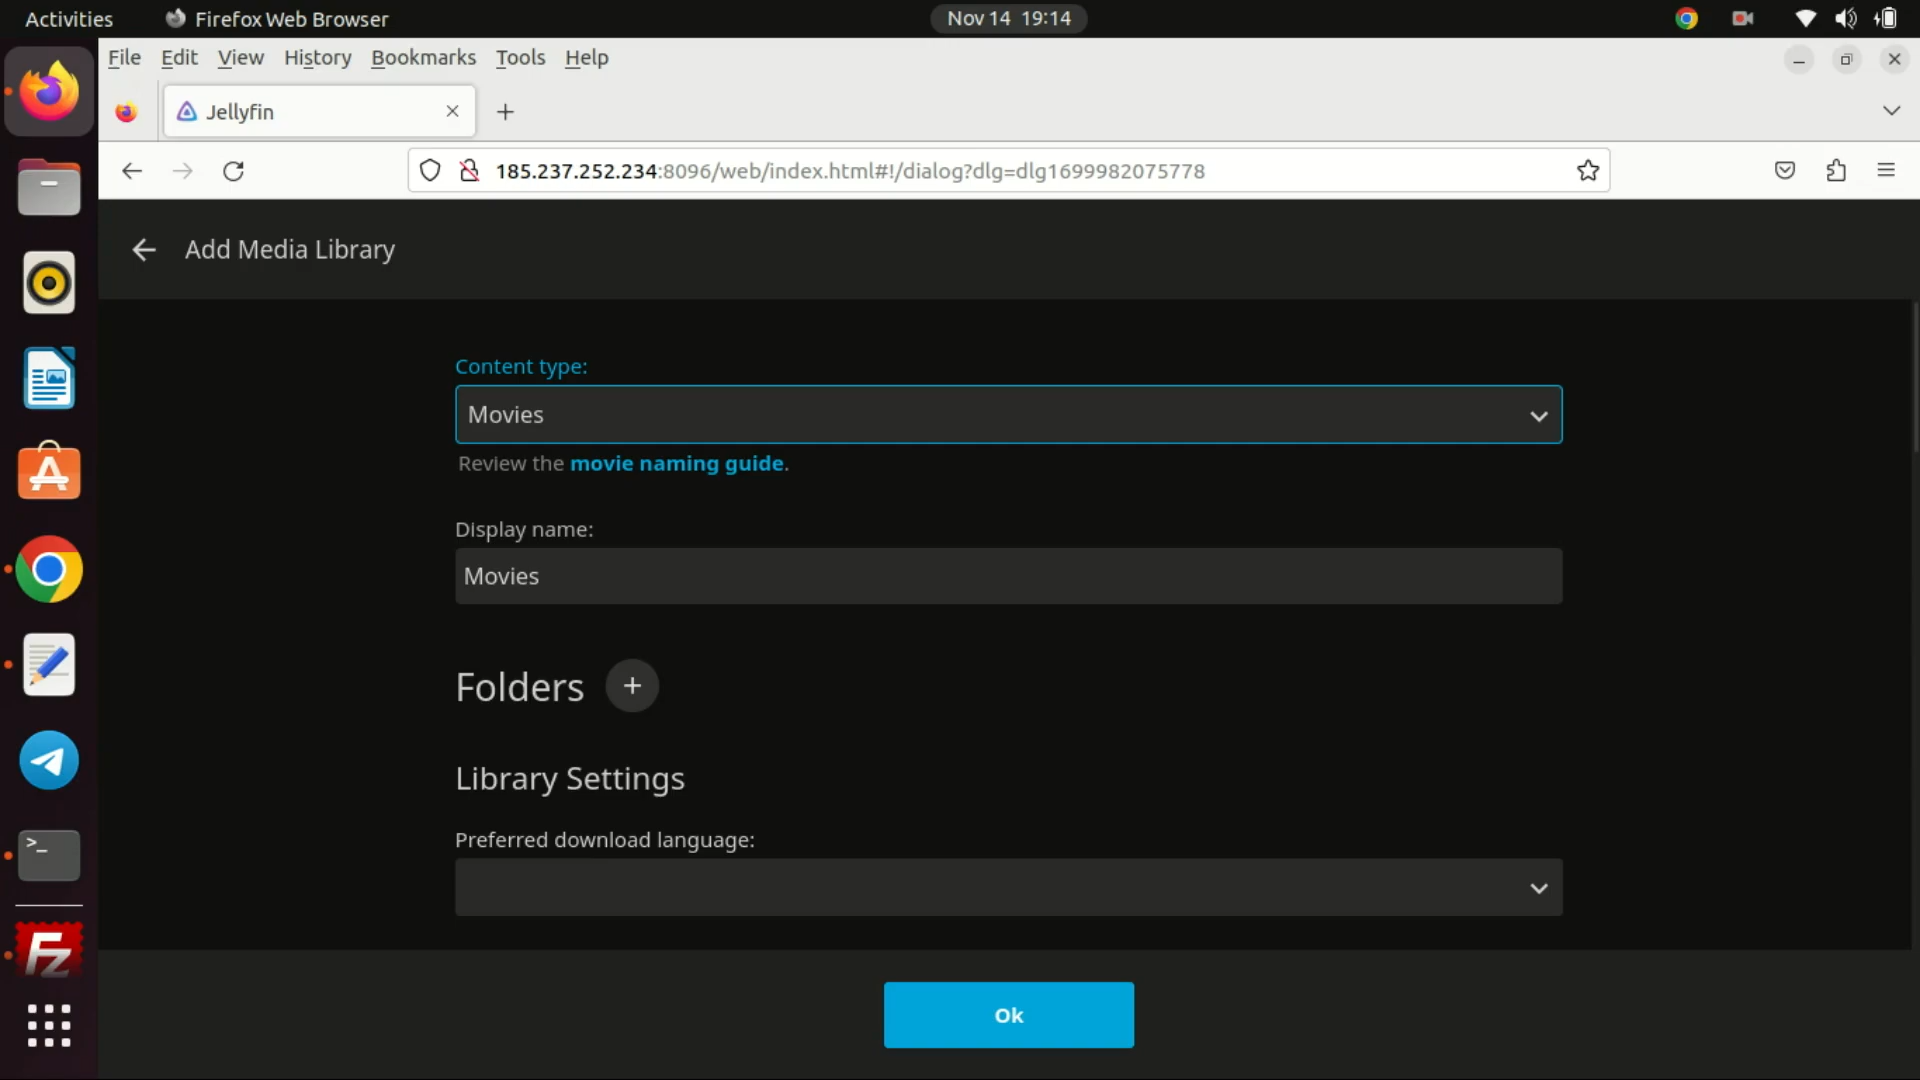 Activities
Firefox Web Browser
Nov 14 19:14
File Edit View History Bookmarks Tools Help
Jellyfin
185.237.252.234:8096/web/index.html#!/dialog?dlg=dlg1699982075778
Add Media Library
Content type:
Movies
Review the movie naming guide.
Display name:
Movies
Folders +
Library Settings
Preferred download language:
>_
Fz
Ok